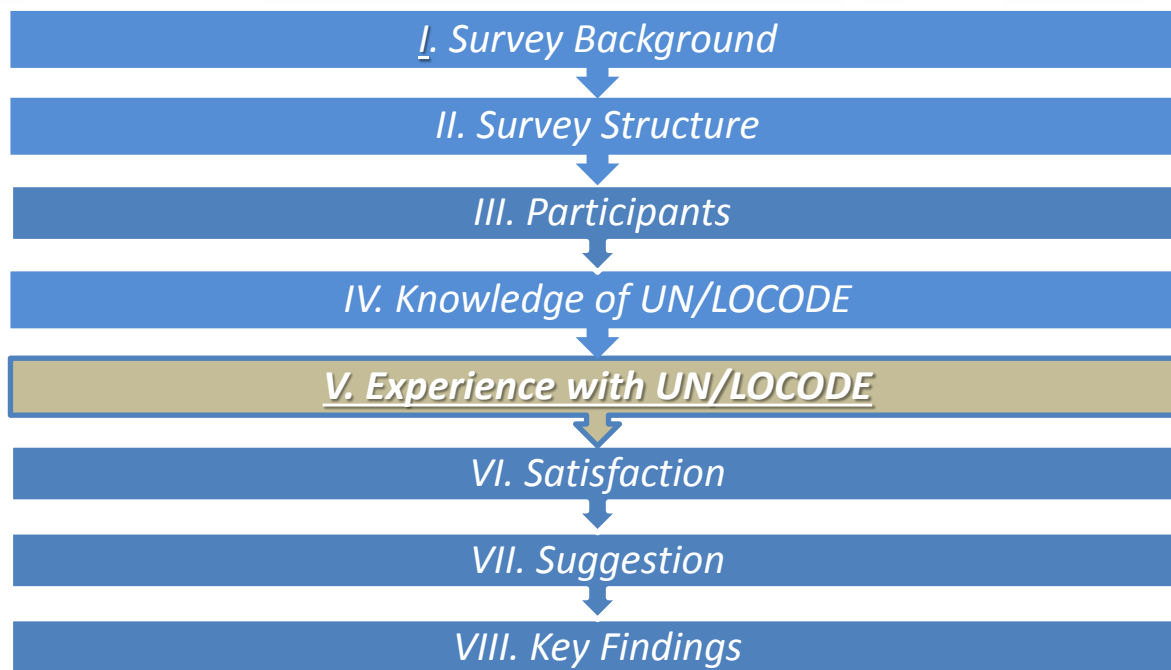 I. Survey Background
II. Survey Structure
III. Participants
IV. Knowledge of UN/LOCODE
V. Experience with UN/LOCODE
VI. Satisfaction
VII. Suggestion
VIII. Key Findings